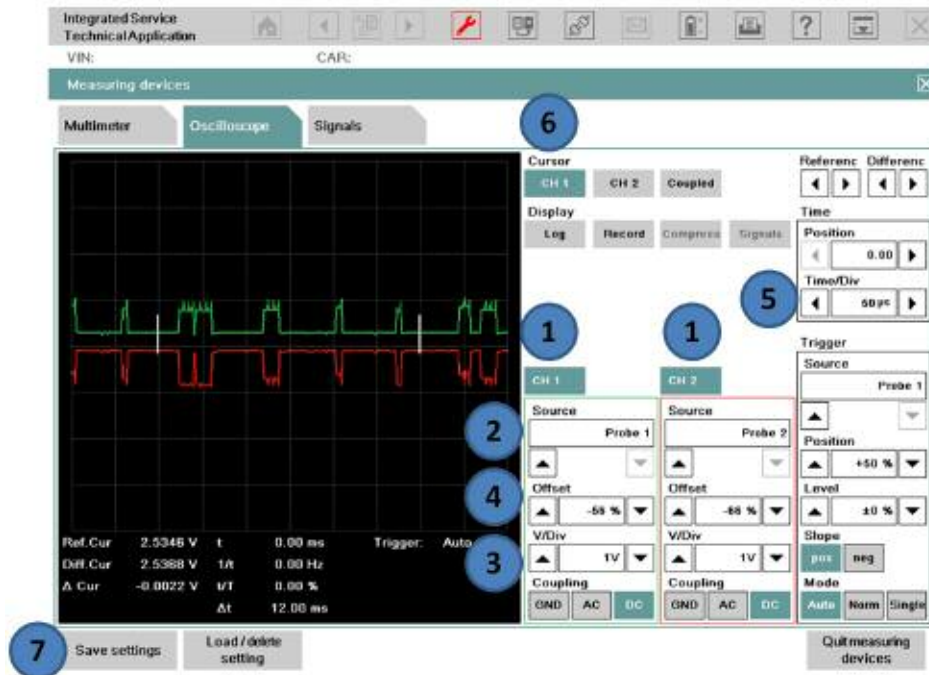 Integrated Service
Technical Application
VIN: CAR:
Measuring devices
Multimeter Oscilloscope Signals
6
Cursor Referenc Differenc
CH 1 CH 2 Coupled
Display Time
Log Record Compress Signals
Position
0.00
Time/Div
5 50 µs
1 1
Trigger
Source
CH 1 CH 2
Probe 1
Source Source
2 Probe 1 Probe 2
Position
+50 %
4 Offset Offset Level
-56 % -66 % ±0 %
V/Div V/Div Slope
3 1V 1V pos neg
Coupling Coupling Mode
GND AC DC GND AC DC Auto Norm Single
Ref.Cur 2.5346 V t 0.00 ms Trigger: Auto
Diff.Cur 2.5368 V 1/t 0.00 Hz
Δ Cur -0.0022 V t/T 0.00 %
Δt 12.00 ms
7 Save settings Load / delete
setting Quit measuring
devices